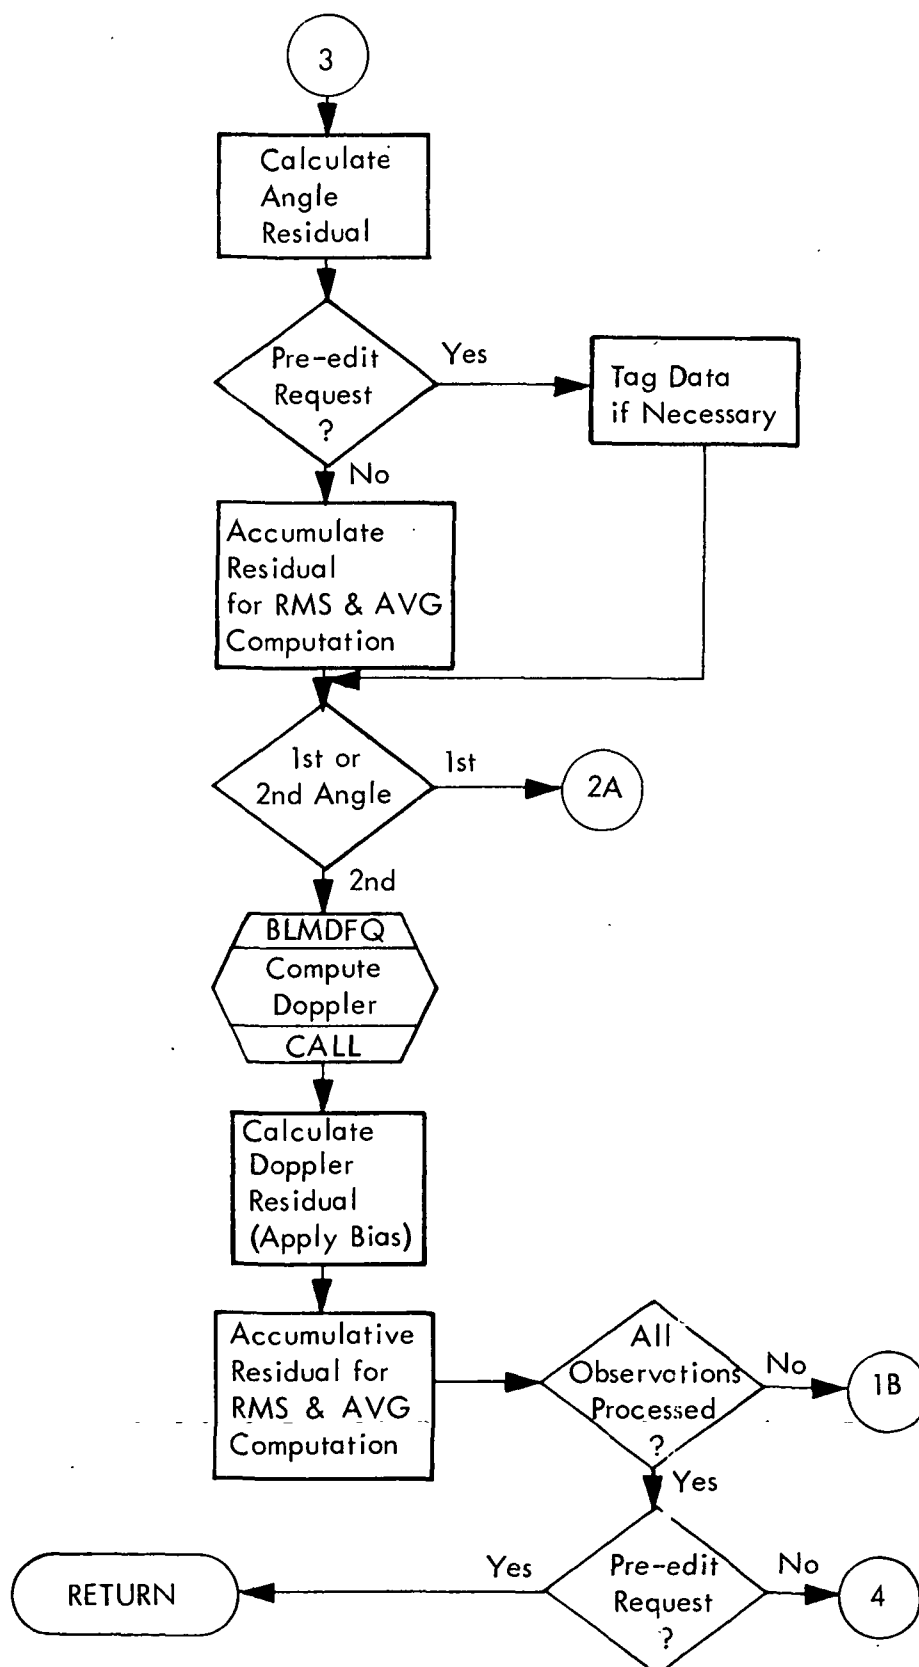 3
Calculate
Angle
Residual
Pre-edit
Request
?
Yes
Tag Data
if Necessary
No
Accumulate
Residual
for RMS & AVG
Computation
1st or
2nd Angle
1st
2A
2nd
BLMDFQ
Compute
Doppler
CALL
Calculate
Doppler
Residual
(Apply Bias)
Accumulative
Residual for
RMS & AVG
Computation
All
Observations
Processed
?
No
1B
Yes
Pre-edit
Request
?
No
4
Yes
RETURN